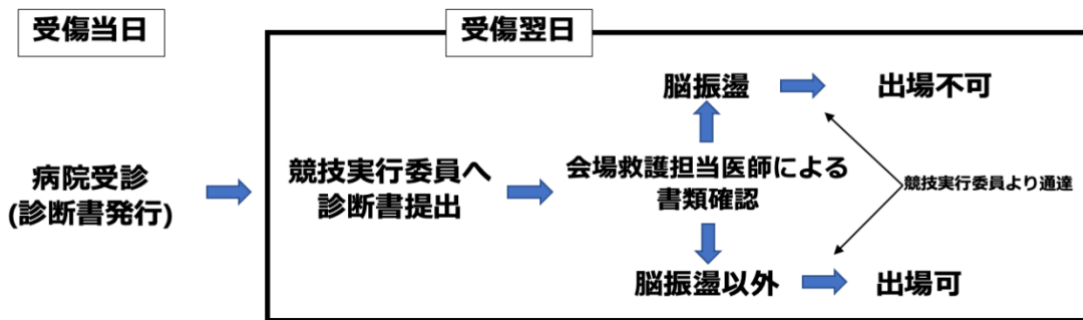 受傷当日
受傷翌日
病院受診
(診断書発行)
競技実行委員へ
診断書提出
会場救護担当医師による
書類確認
脳振盪
出場不可
脳振盪以外
出場可
競技実行委員より通達